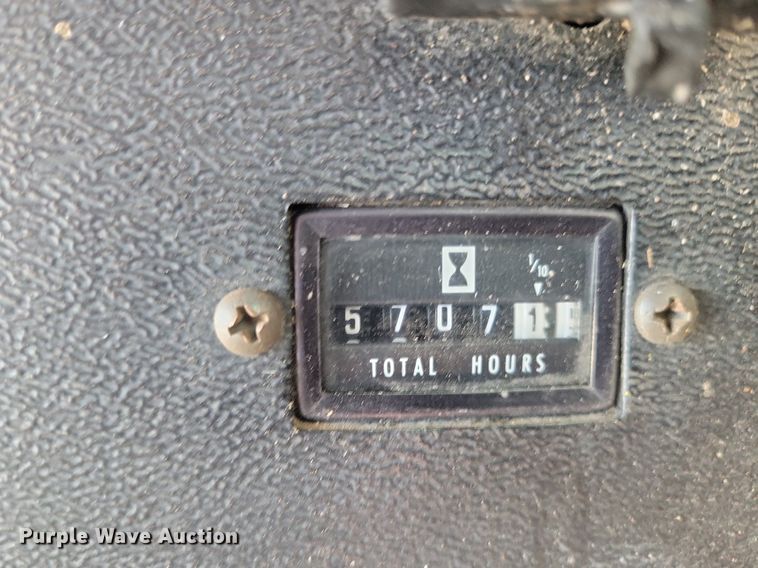 1/10
5 7 0 7 1
TOTAL HOURS
Purple Wave Auction